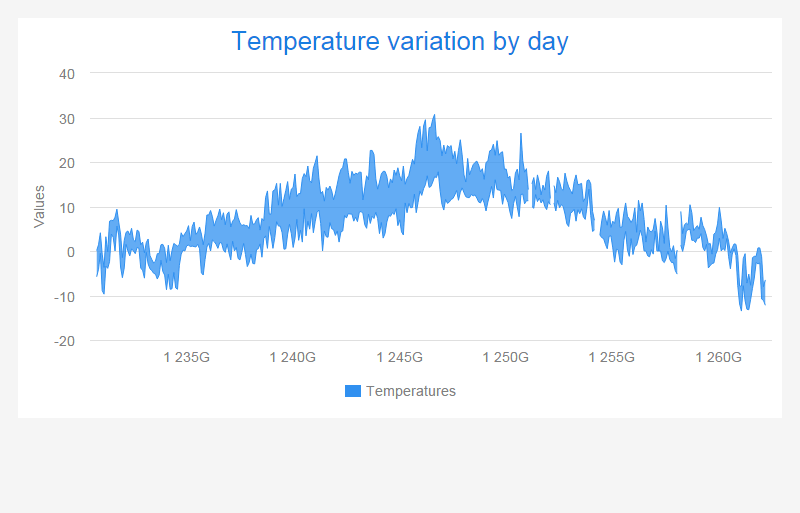 Temperature variation by day
40
30
20
10
0
-10
-20
Values
1 235G 1 240G 1 245G 1 250G 1 255G 1 260G
Temperatures